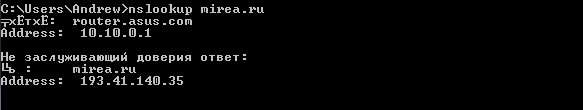 C:\Users\Andrew>nslookup mirea.ru
╤хЁтхЁ:  router.asus.com
Address:  10.10.0.1
Не заслуживающий доверия ответ:
mirea.ru
Address:  193.41.140.35